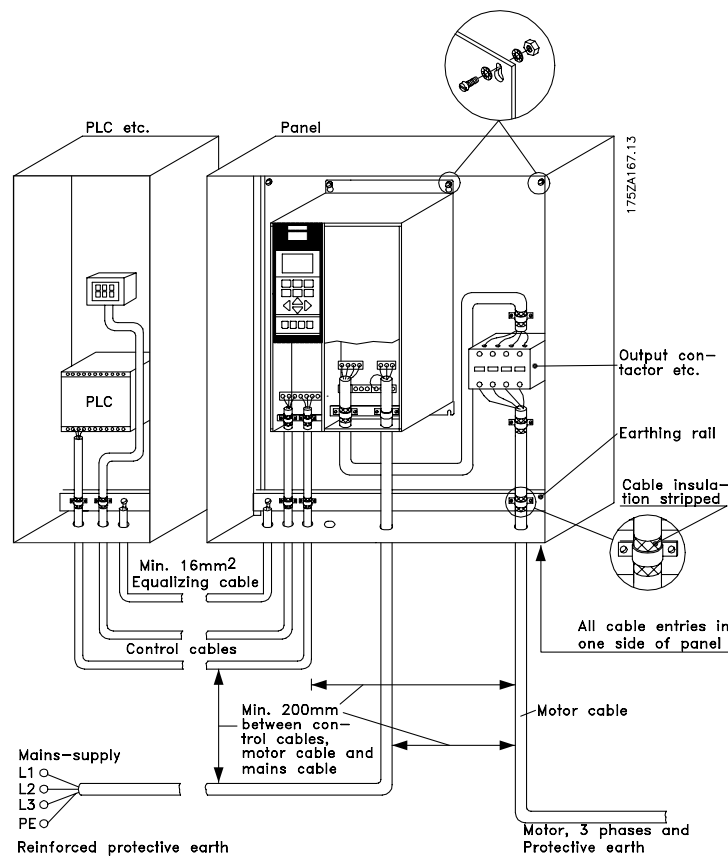 PLC etc.
Panel
175ZA167.13
Output con-
tactor etc.
PLC
Earthing rail
Cable insula-
tion stripped
Min. 16mm2
Equalizing cable
All cable entries in
one side of panel
Control cables
Min. 200mm
between con-
trol cables,
motor cable and
mains cable
Motor cable
Mains-supply
L1
L2
L3
PE
Reinforced protective earth
Motor, 3 phases and
Protective earth